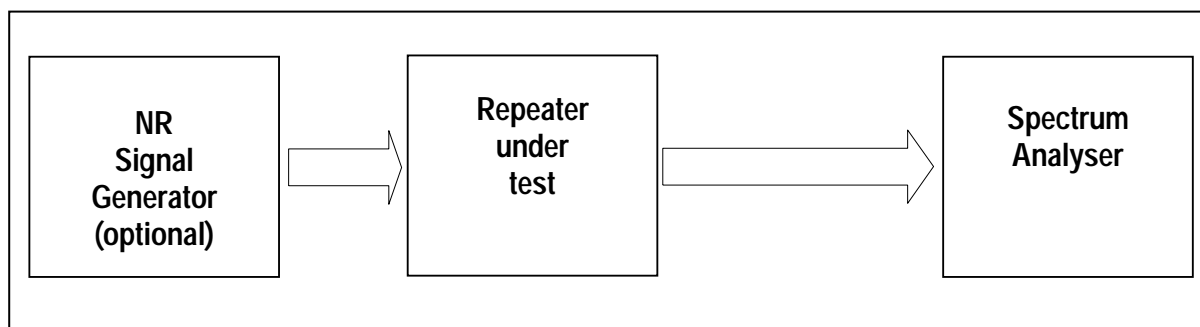 NR
Signal
Generator
(optional)
Repeater
under
test
Spectrum
Analyser